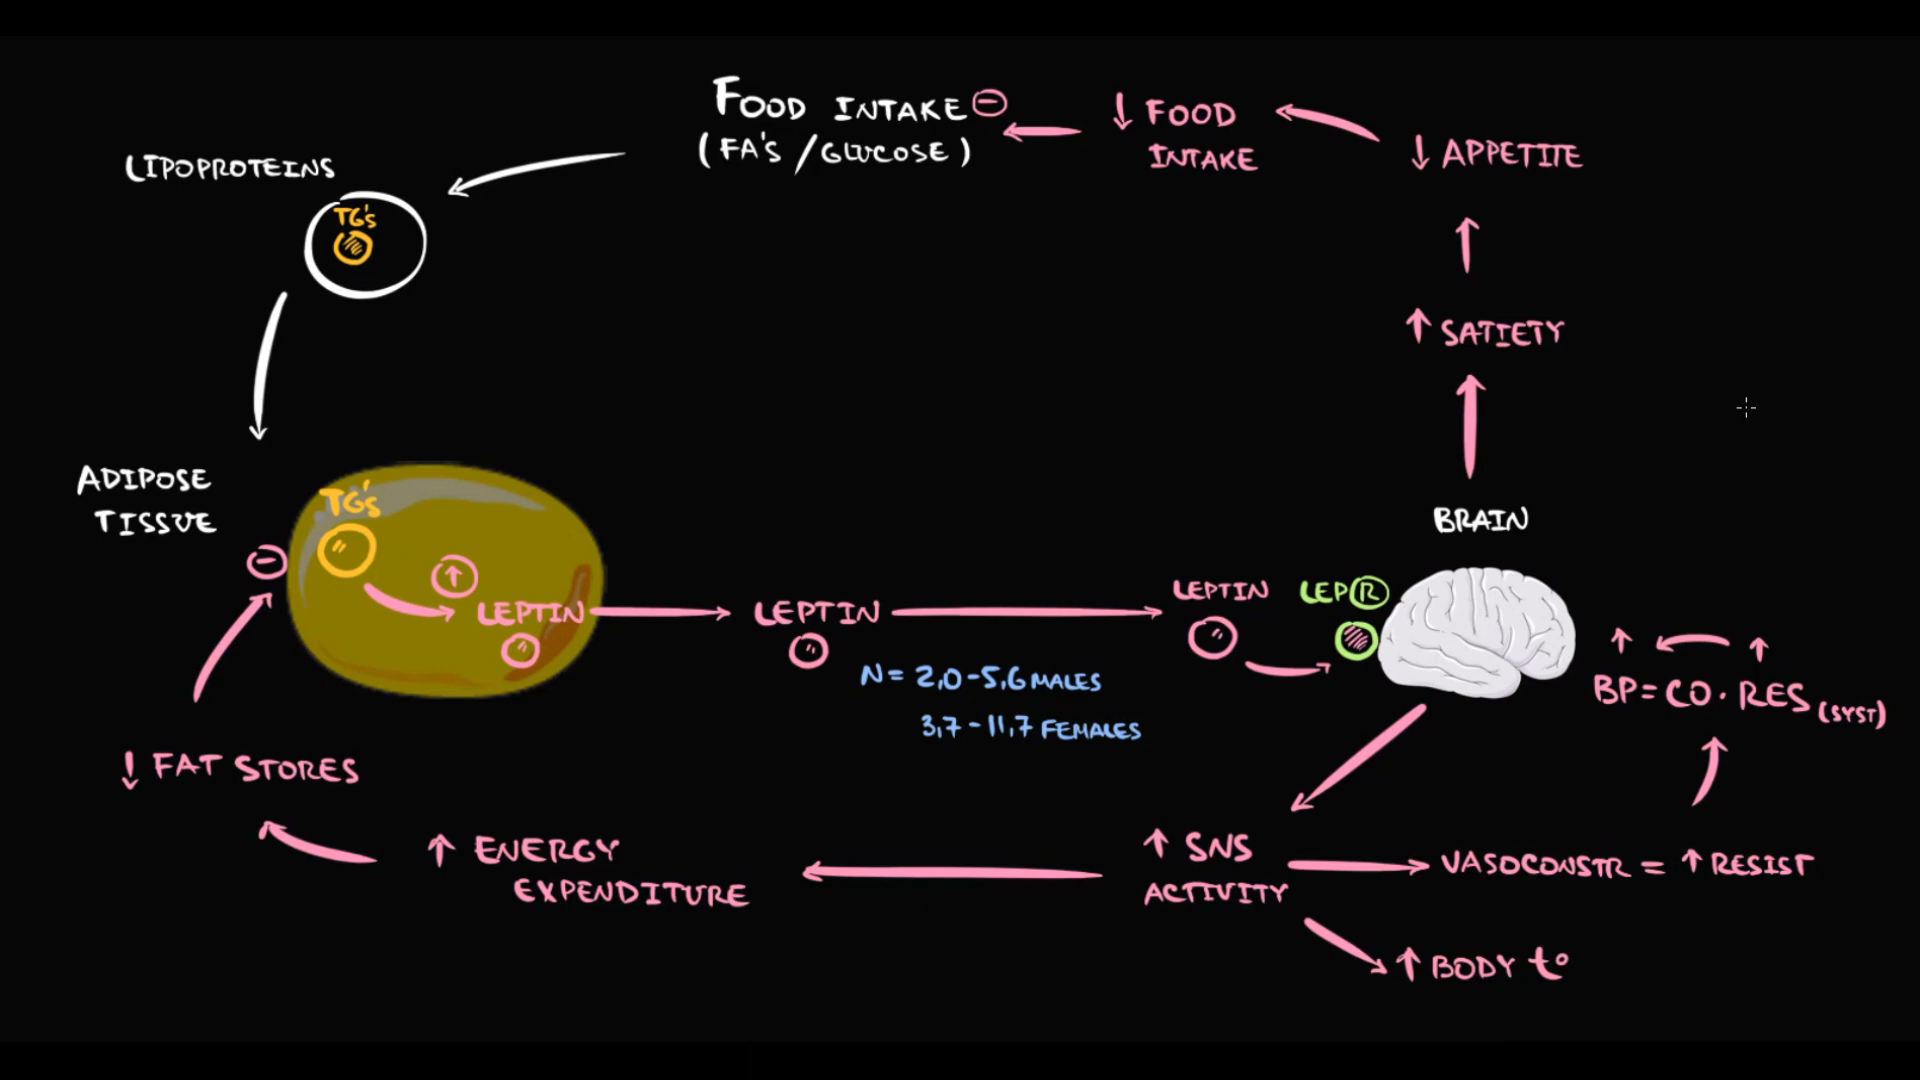 FOOD INTAKE -
(FA'S / GLUCOSE)
↓ FOOD
INTAKE
↓ APPETITE
LIPOPROTEINS
TG's
↑ SATIETY
ADIPOSE
TISSUE
TG's
-
↑
LEPTIN
LEPTIN
LEPTIN
LEP R
BRAIN
N = 2,0-5,6 MALES
3,7-11,7 FEMALES
↑ ← ↑
BP = CO · RES (SYST)
↓ FAT STORES
↑ ENERGY
EXPENDITURE
↑ SNS
ACTIVITY
VASOCONSTR = ↑ RESIST
↑ BODY t°